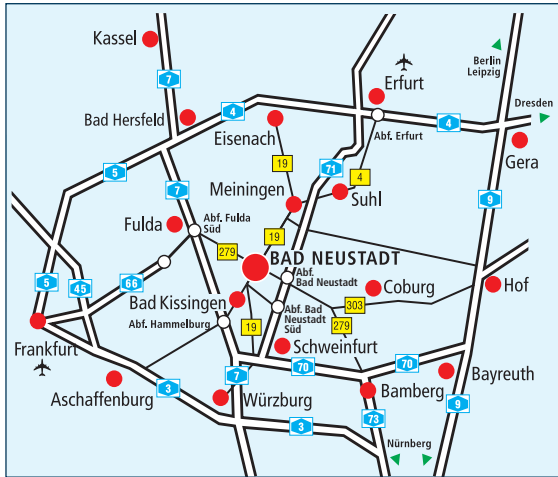 Kassel
7
Berlin
Leipzig
Erfurt
Dresden
Bad Hersfeld
4
Eisenach
Abf. Erfurt
4
Gera
5
19
71
4
7
Meiningen
Suhl
9
Fulda
Abf. Fulda
Süd
279
19
BAD NEUSTADT
5
45
66
Abf.
Bad Neustadt
Bad Kissingen
Coburg
Hof
303
Abf. Hammelburg
19
Abf. Bad
Neustadt
Süd
279
Frankfurt
Schweinfurt
7
70
70
Aschaffenburg
3
Würzburg
Bamberg
Bayreuth
9
3
73
Nürnberg